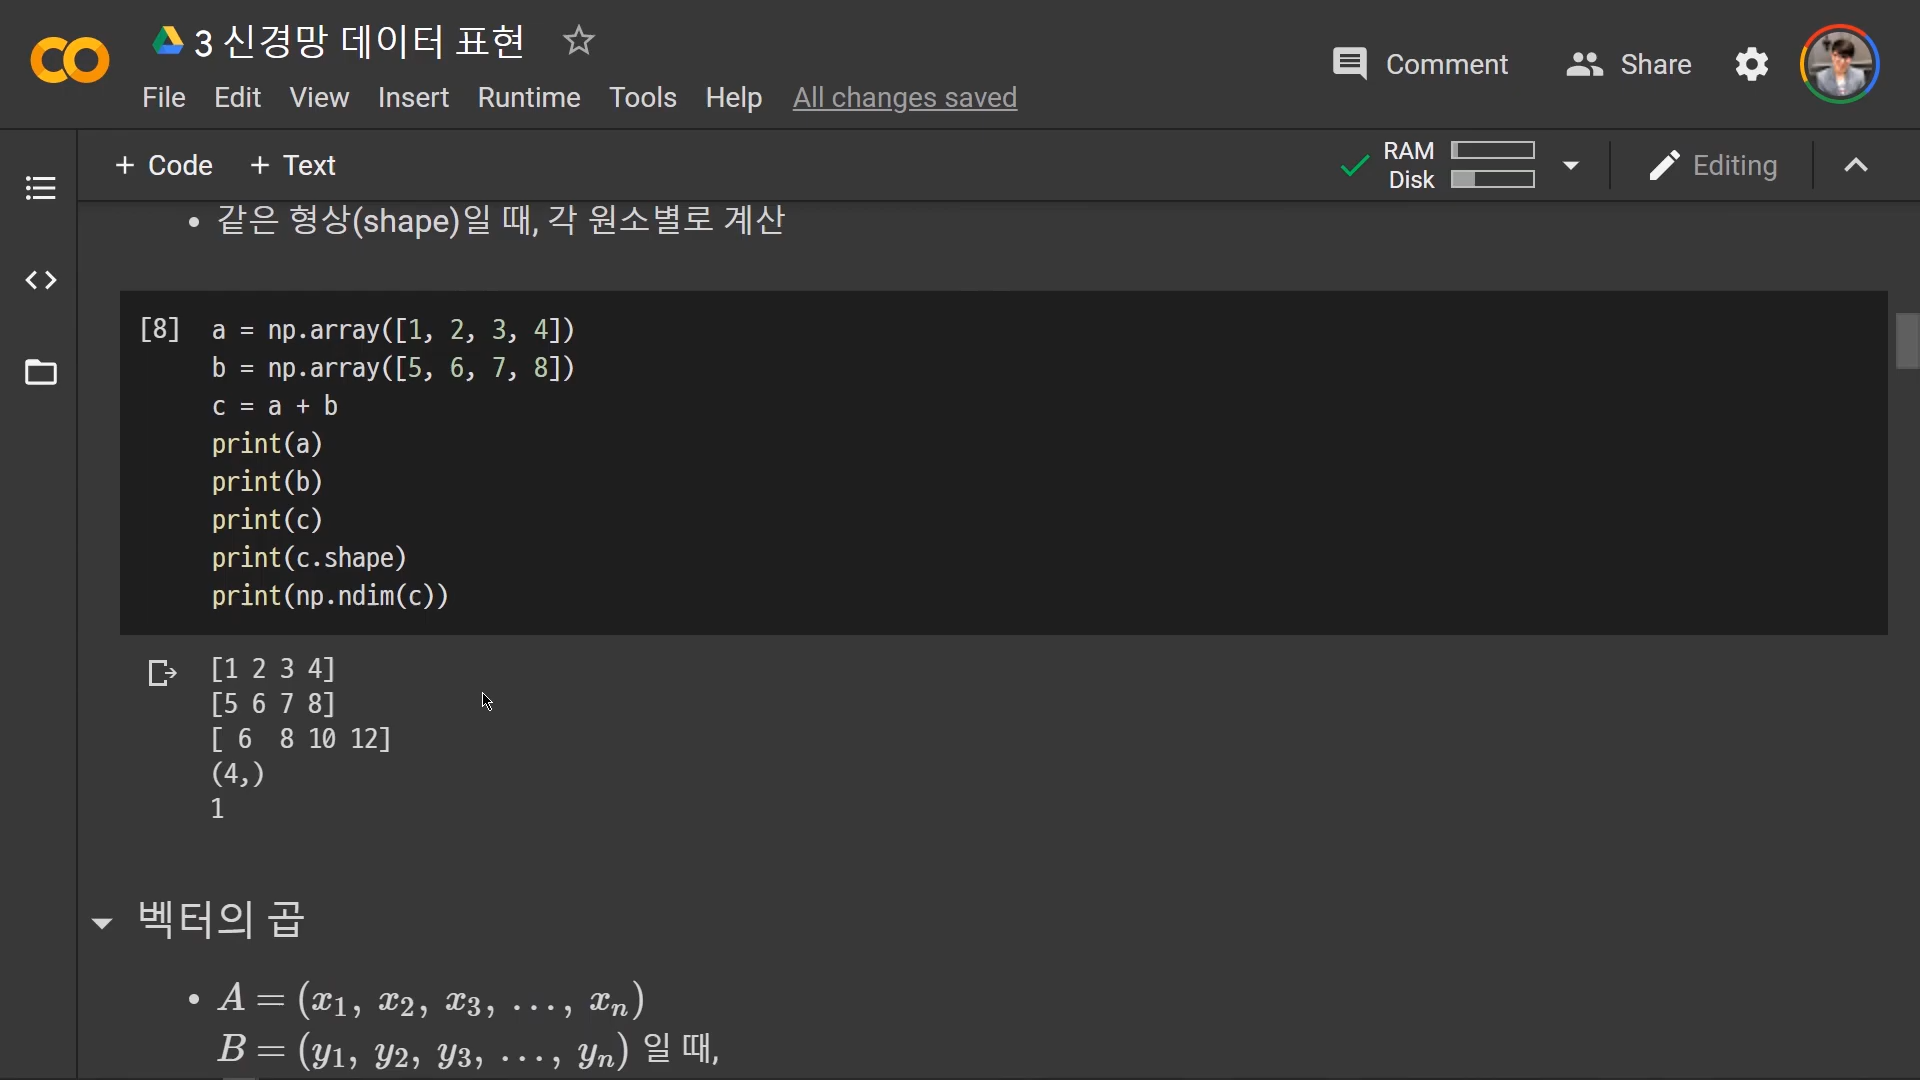 3 신경망 데이터 표현
Comment
Share
File Edit View Insert Runtime Tools Help All changes saved
+ Code + Text
RAM
Disk
Editing
• 같은 형상(shape)일 때, 각 원소별로 계산
[8] a = np.array([1, 2, 3, 4])
b = np.array([5, 6, 7, 8])
c = a + b
print(a)
print(b)
print(c)
print(c.shape)
print(np.ndim(c))
[1 2 3 4]
[5 6 7 8]
[ 6  8 10 12]
(4,)
1
벡터의 곱
• A = (x₁, x₂, x₃, …, xₙ)
B = (y₁, y₂, y₃, …, yₙ) 일 때,